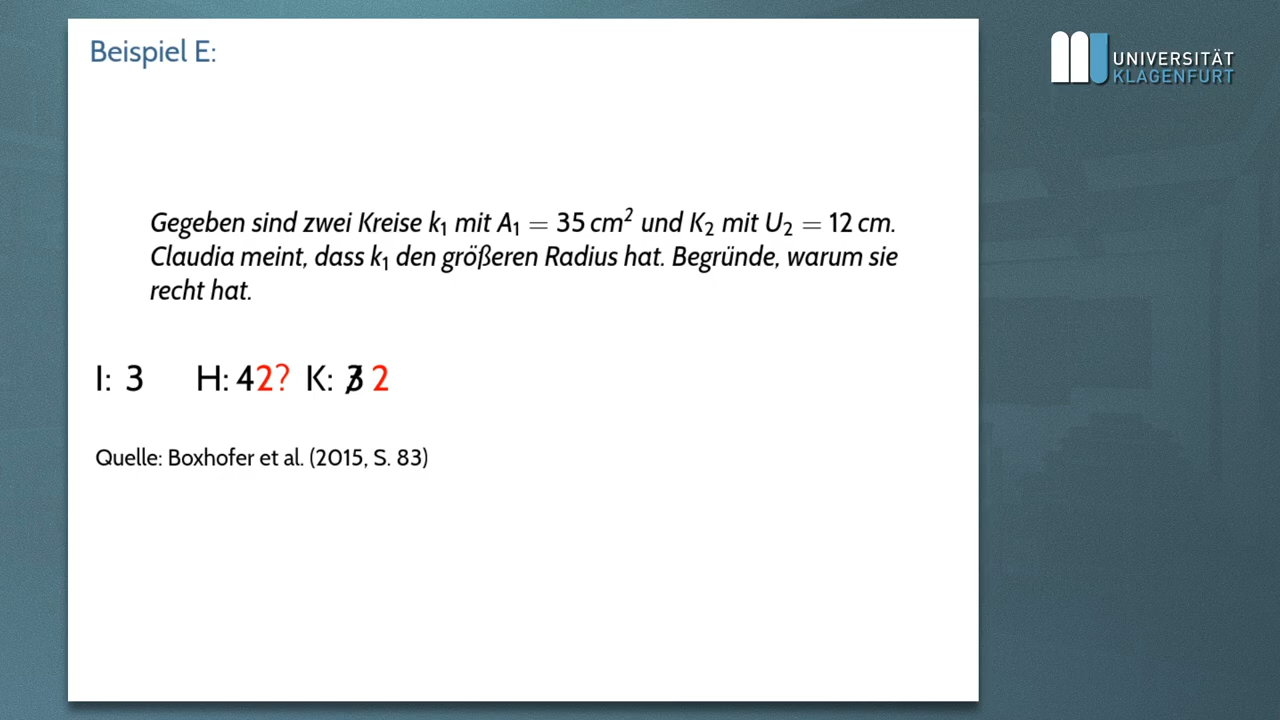 Beispiel E:
UNIVERSITÄT
KLAGENFURT
Gegeben sind zwei Kreise k₁ mit A₁ = 35 cm² und K₂ mit U₂ = 12 cm.
Claudia meint, dass k₁ den größeren Radius hat. Begründe, warum sie
recht hat.
I: 3 H: 42? K: 3 2
Quelle: Boxhofer et al. (2015, S. 83)